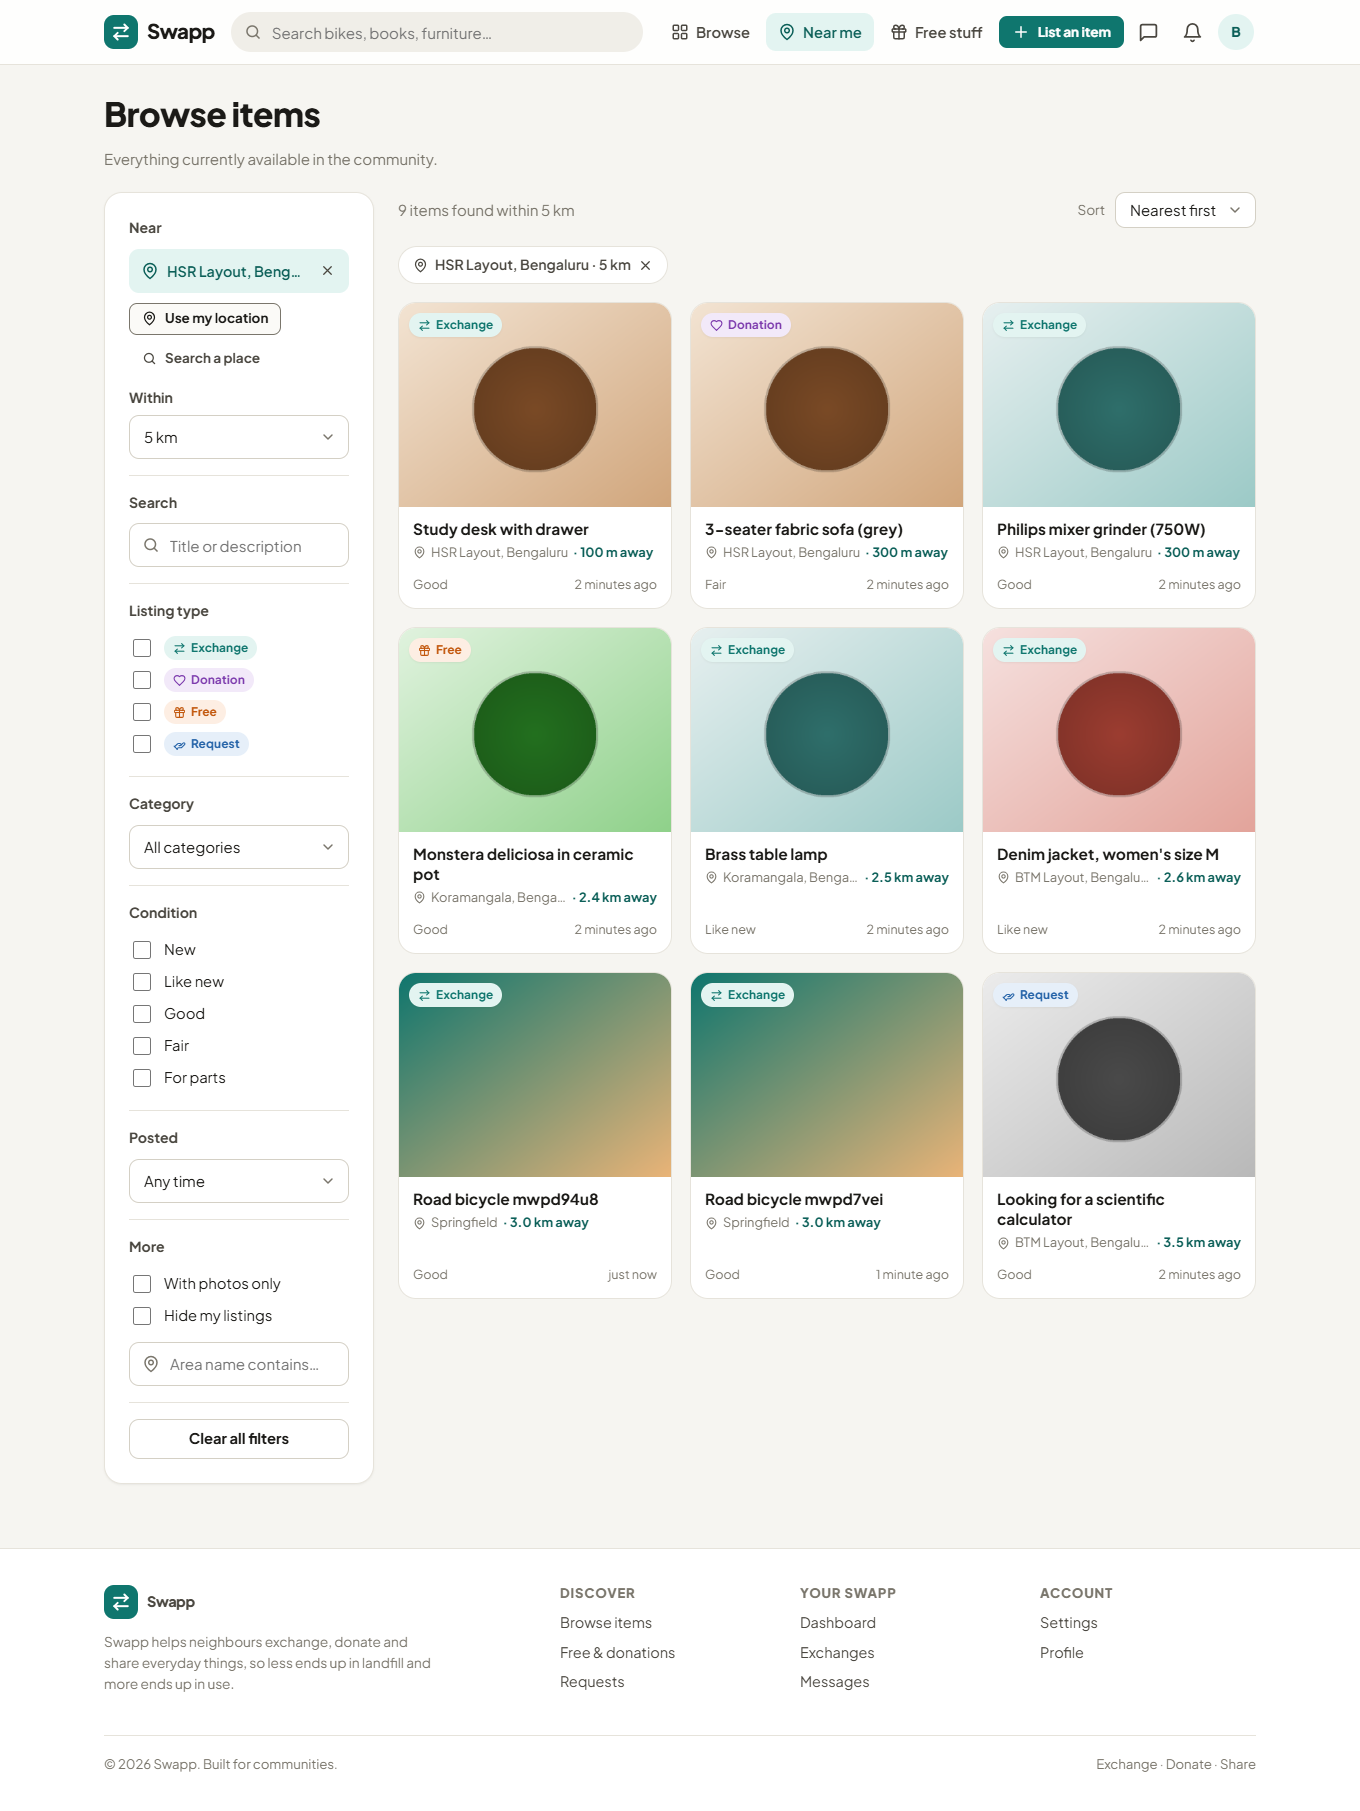 Swapp
Search bikes, books, furniture...
Browse
Near me
Free stuff
List an item
B
Browse items
Everything currently available in the community.
Near
HSR Layout, Beng...
Use my location
Search a place
Within
5 km
Search
Title or description
Listing type
Exchange
Donation
Free
Request
Category
All categories
Condition
New
Like new
Good
Fair
For parts
Posted
Any time
More
With photos only
Hide my listings
Area name contains...
Clear all filters
9 items found within 5 km
Sort
Nearest first
HSR Layout, Bengaluru · 5 km
Exchange
Study desk with drawer
HSR Layout, Bengaluru · 100 m away
Good 2 minutes ago
Donation
3-seater fabric sofa (grey)
HSR Layout, Bengaluru · 300 m away
Fair 2 minutes ago
Exchange
Philips mixer grinder (750W)
HSR Layout, Bengaluru · 300 m away
Good 2 minutes ago
Free
Monstera deliciosa in ceramic
pot
Koramangala, Benga... · 2.4 km away
Good 2 minutes ago
Exchange
Brass table lamp
Koramangala, Benga... · 2.5 km away
Like new 2 minutes ago
Exchange
Denim jacket, women's size M
BTM Layout, Bengalu... · 2.6 km away
Like new 2 minutes ago
Exchange
Road bicycle mwpd94u8
Springfield · 3.0 km away
Good just now
Exchange
Road bicycle mwpd7vei
Springfield · 3.0 km away
Good 1 minute ago
Request
Looking for a scientific
calculator
BTM Layout, Bengalu... · 3.5 km away
Good 2 minutes ago
Swapp
Swapp helps neighbours exchange, donate and
share everyday things, so less ends up in landfill and
more ends up in use.
DISCOVER
Browse items
Free & donations
Requests
YOUR SWAPP
Dashboard
Exchanges
Messages
ACCOUNT
Settings
Profile
© 2026 Swapp. Built for communities.
Exchange · Donate · Share